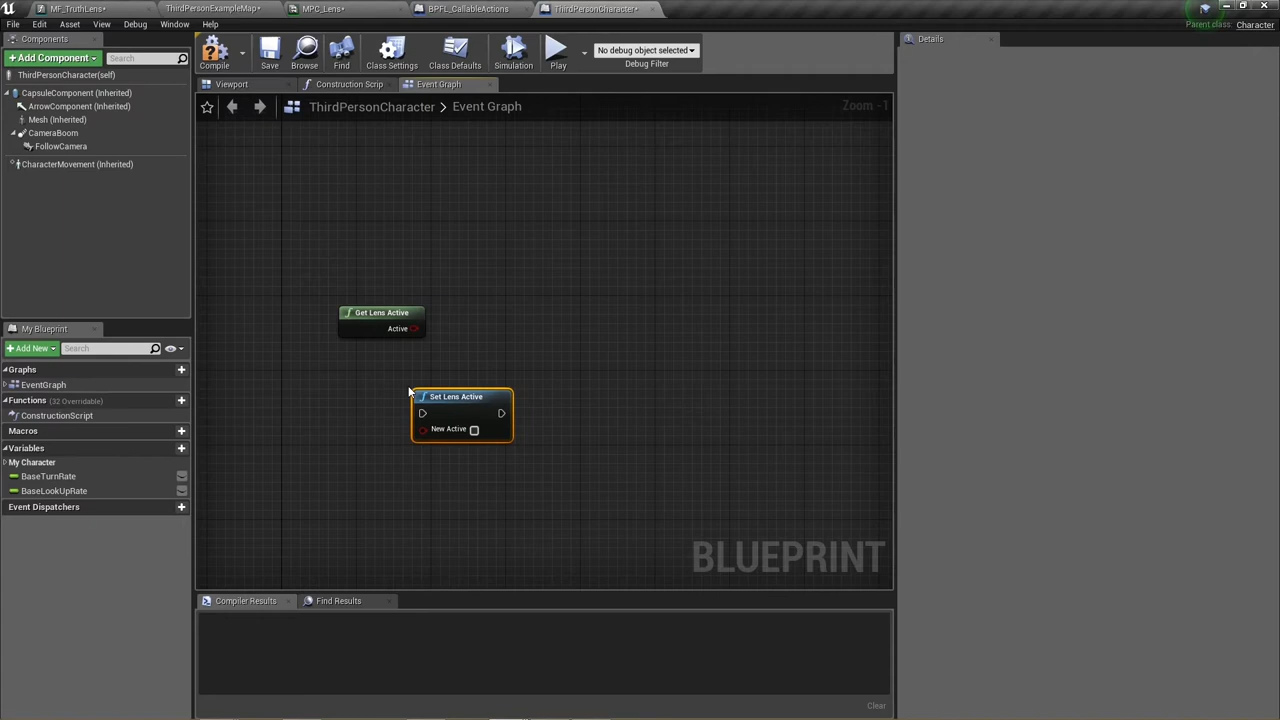 MF_TruthLens*
ThirdPersonExampleMap*
MPC_Lens*
BPFL_CallableActions
ThirdPersonCharacter*
File Edit Asset View Debug Window Help
Parent class: Character
Components
+ Add Component
Search
ThirdPersonCharacter(self)
CapsuleComponent (Inherited)
ArrowComponent (Inherited)
Mesh (Inherited)
CameraBoom
FollowCamera
CharacterMovement (Inherited)
Compile
Save
Browse
Find
Class Settings
Class Defaults
Simulation
Play
No debug object selected
Debug Filter
Viewport
Construction Scrip
Event Graph
ThirdPersonCharacter > Event Graph
Zoom -1
Get Lens Active
Active
Set Lens Active
New Active
BLUEPRINT
My Blueprint
+ Add New
Search
Graphs
EventGraph
Functions (32 Overridable)
ConstructionScript
Macros
Variables
My Character
BaseTurnRate
BaseLookUpRate
Event Dispatchers
Compiler Results
Find Results
Clear
Details